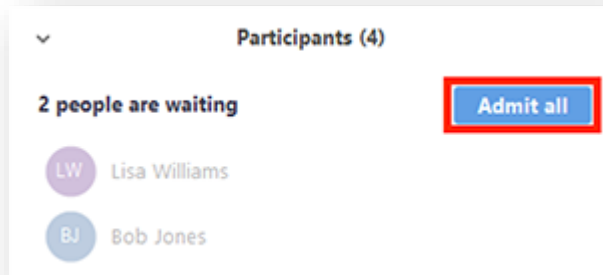 Participants (4)
2 people are waiting Admit all
LW Lisa Williams
BJ Bob Jones